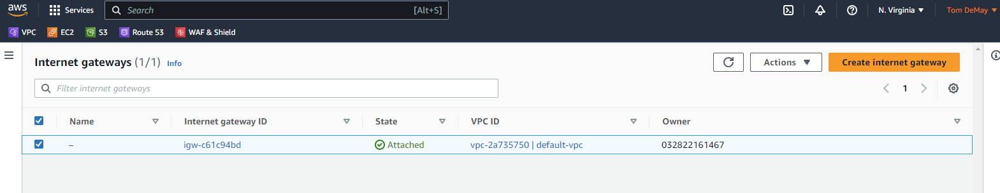 aws Services Search [Alt+S] N. Virginia Tom DeMay
VPC EC2 S3 Route 53 WAF & Shield
Internet gateways (1/1) Info Actions Create internet gateway
Filter internet gateways 1
Name Internet gateway ID State VPC ID Owner
– igw-c61c94bd Attached vpc-2a735750 | default-vpc 032822161467